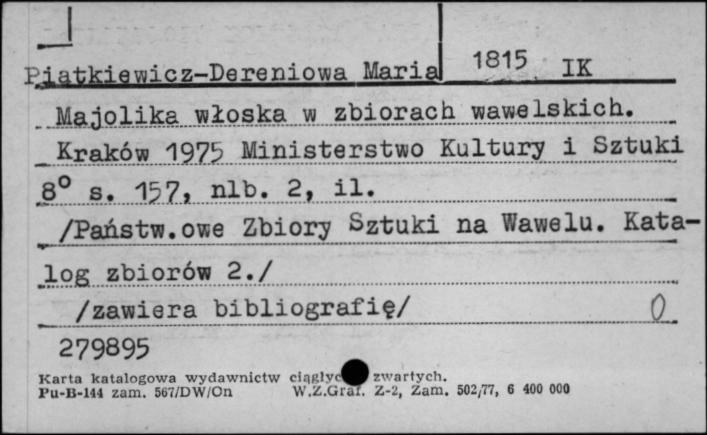 1815 IK
Piątkiewicz-Dereniowa Maria
Majolika włoska w zbiorach wawelskich.
Kraków 1975 Ministerstwo Kultury i Sztuki
8° s. 157, nlb. 2, il.
/Państw.owe Zbiory Sztuki na Wawelu. Kata-
log zbiorów 2./
/zawiera bibliografię/ 0
279895
Karta katalogowa wydawnictw ciągłyc zwartych.
Pu-B-144 zam. 567/DW/On W.Z.Graf. Z-2, Zam. 502/77, 6 400 000